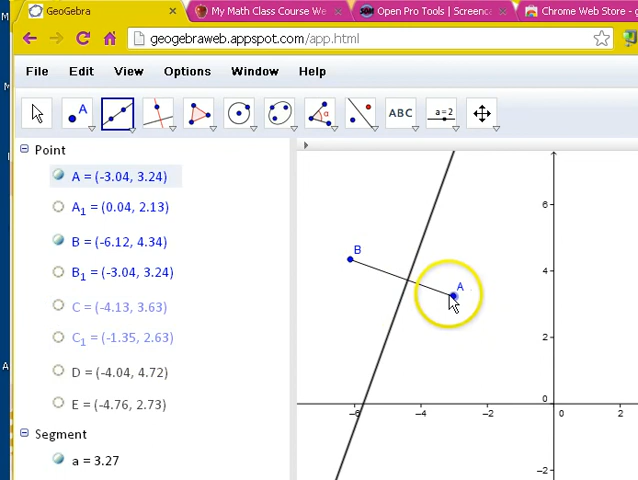 GeoGebra
My Math Class Course We
Open Pro Tools | Screenc
Chrome Web Store - g
geogebraweb.appspot.com/app.html
File Edit View Options Window Help
A
α
ABC
a=2
Point
A = (-3.04, 3.24)
A1 = (0.04, 2.13)
B = (-6.12, 4.34)
B1 = (-3.04, 3.24)
C = (-4.13, 3.63)
C1 = (-1.35, 2.63)
D = (-4.04, 4.72)
E = (-4.76, 2.73)
Segment
a = 3.27
6
B
4
A
2
0
-6 -4 -2 0 2
-2